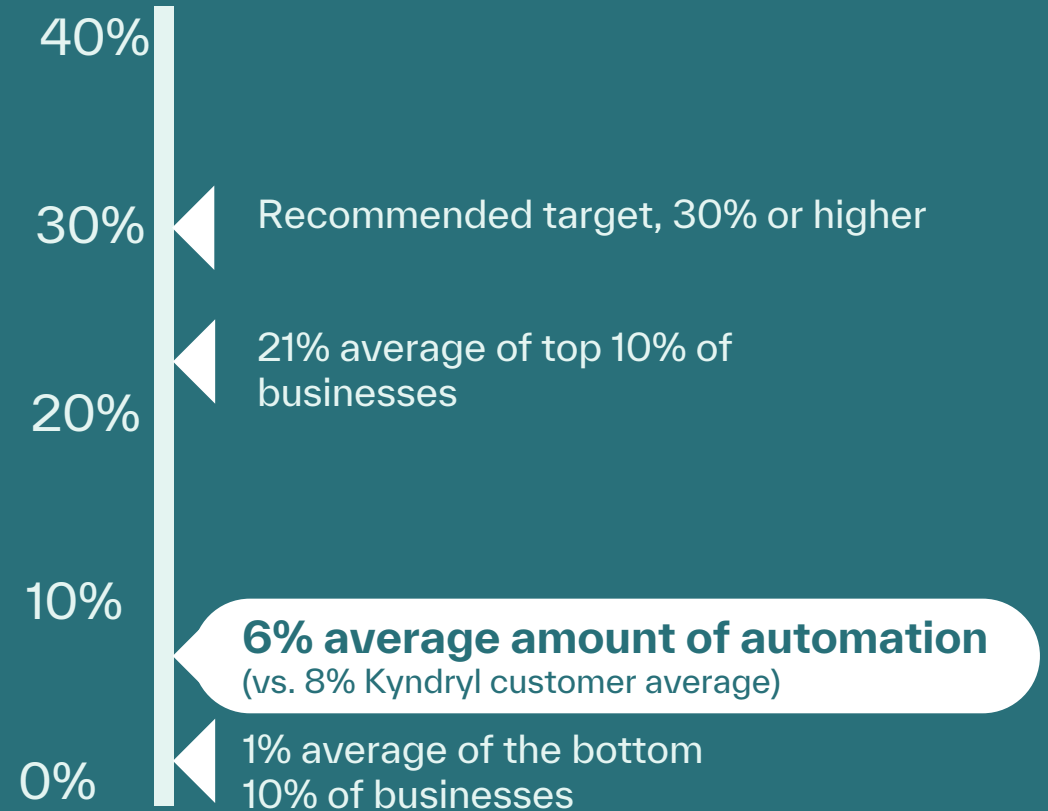 40%
30%
Recommended target, 30% or higher
21% average of top 10% of
businesses
20%
10%
6% average amount of automation
(vs. 8% Kyndryl customer average)
1% average of the bottom
10% of businesses
0%